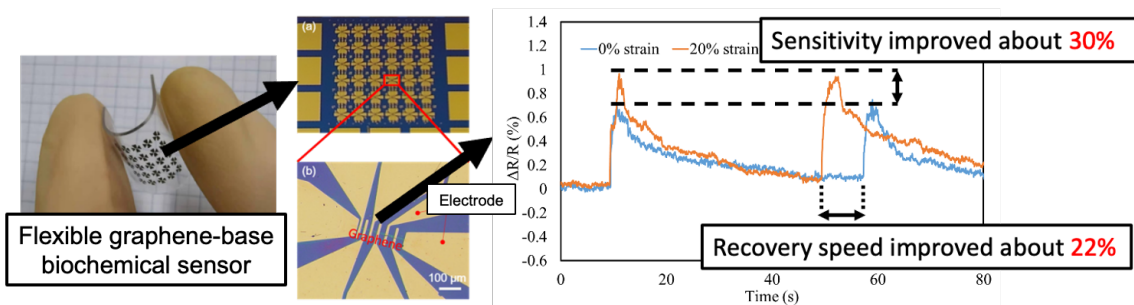 Flexible graphene-base
biochemical sensor
(a)
(b)
Graphene
Electrode
100 μm
1.4
1.2
1
0.8
0.6
0.4
0.2
0
-0.2
-0.4
-0.6
ΔR/R (%)
0% strain
20% strain
Sensitivity improved about 30%
Recovery speed improved about 22%
0
20
40
60
80
Time (s)